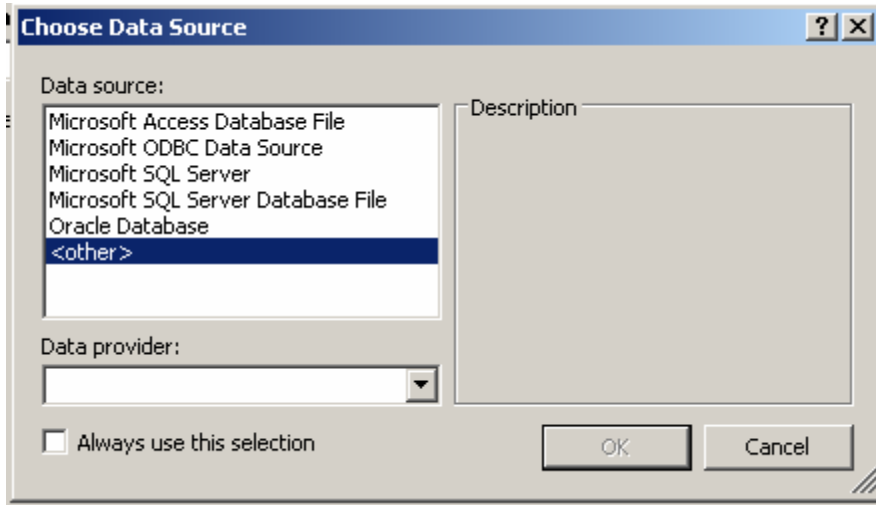 Choose Data Source
Data source:
Microsoft Access Database File
Microsoft ODBC Data Source
Microsoft SQL Server
Microsoft SQL Server Database File
Oracle Database
<other>
Description
Data provider:
Always use this selection
OK
Cancel